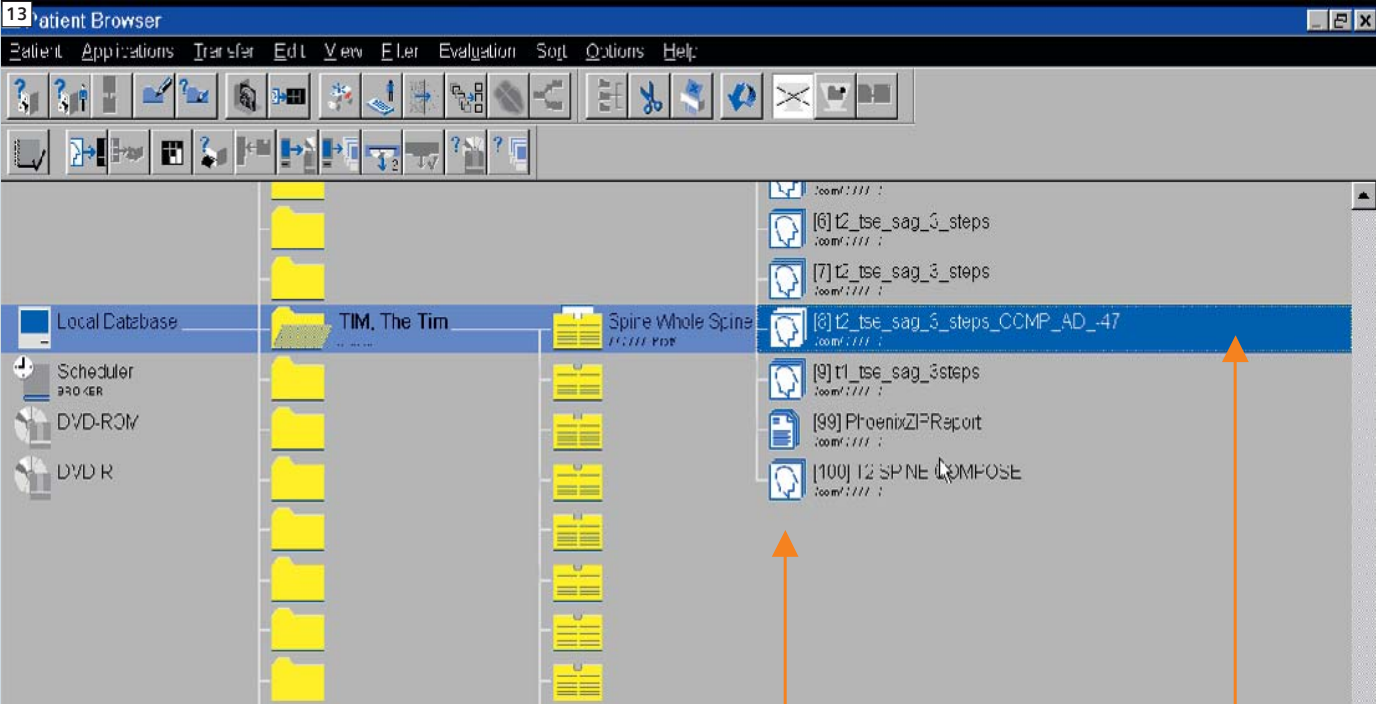 13
Patient Browser
Patient Applications Transfer Edit View Filter Evaluation Sort Options Help
[6] t2_tse_sag_3_steps
[7] t2_tse_sag_3_steps
Local Database
TIM, The Tim
Spine Whole Spine
[8] t2_tse_sag_3_steps_COMP_AD_-47
Scheduler
BROKER
[9] t1_tse_sag_3steps
DVD-ROM
[99] PhoenixZIPReport
DVD R
[100] T2 SPINE COMPOSE